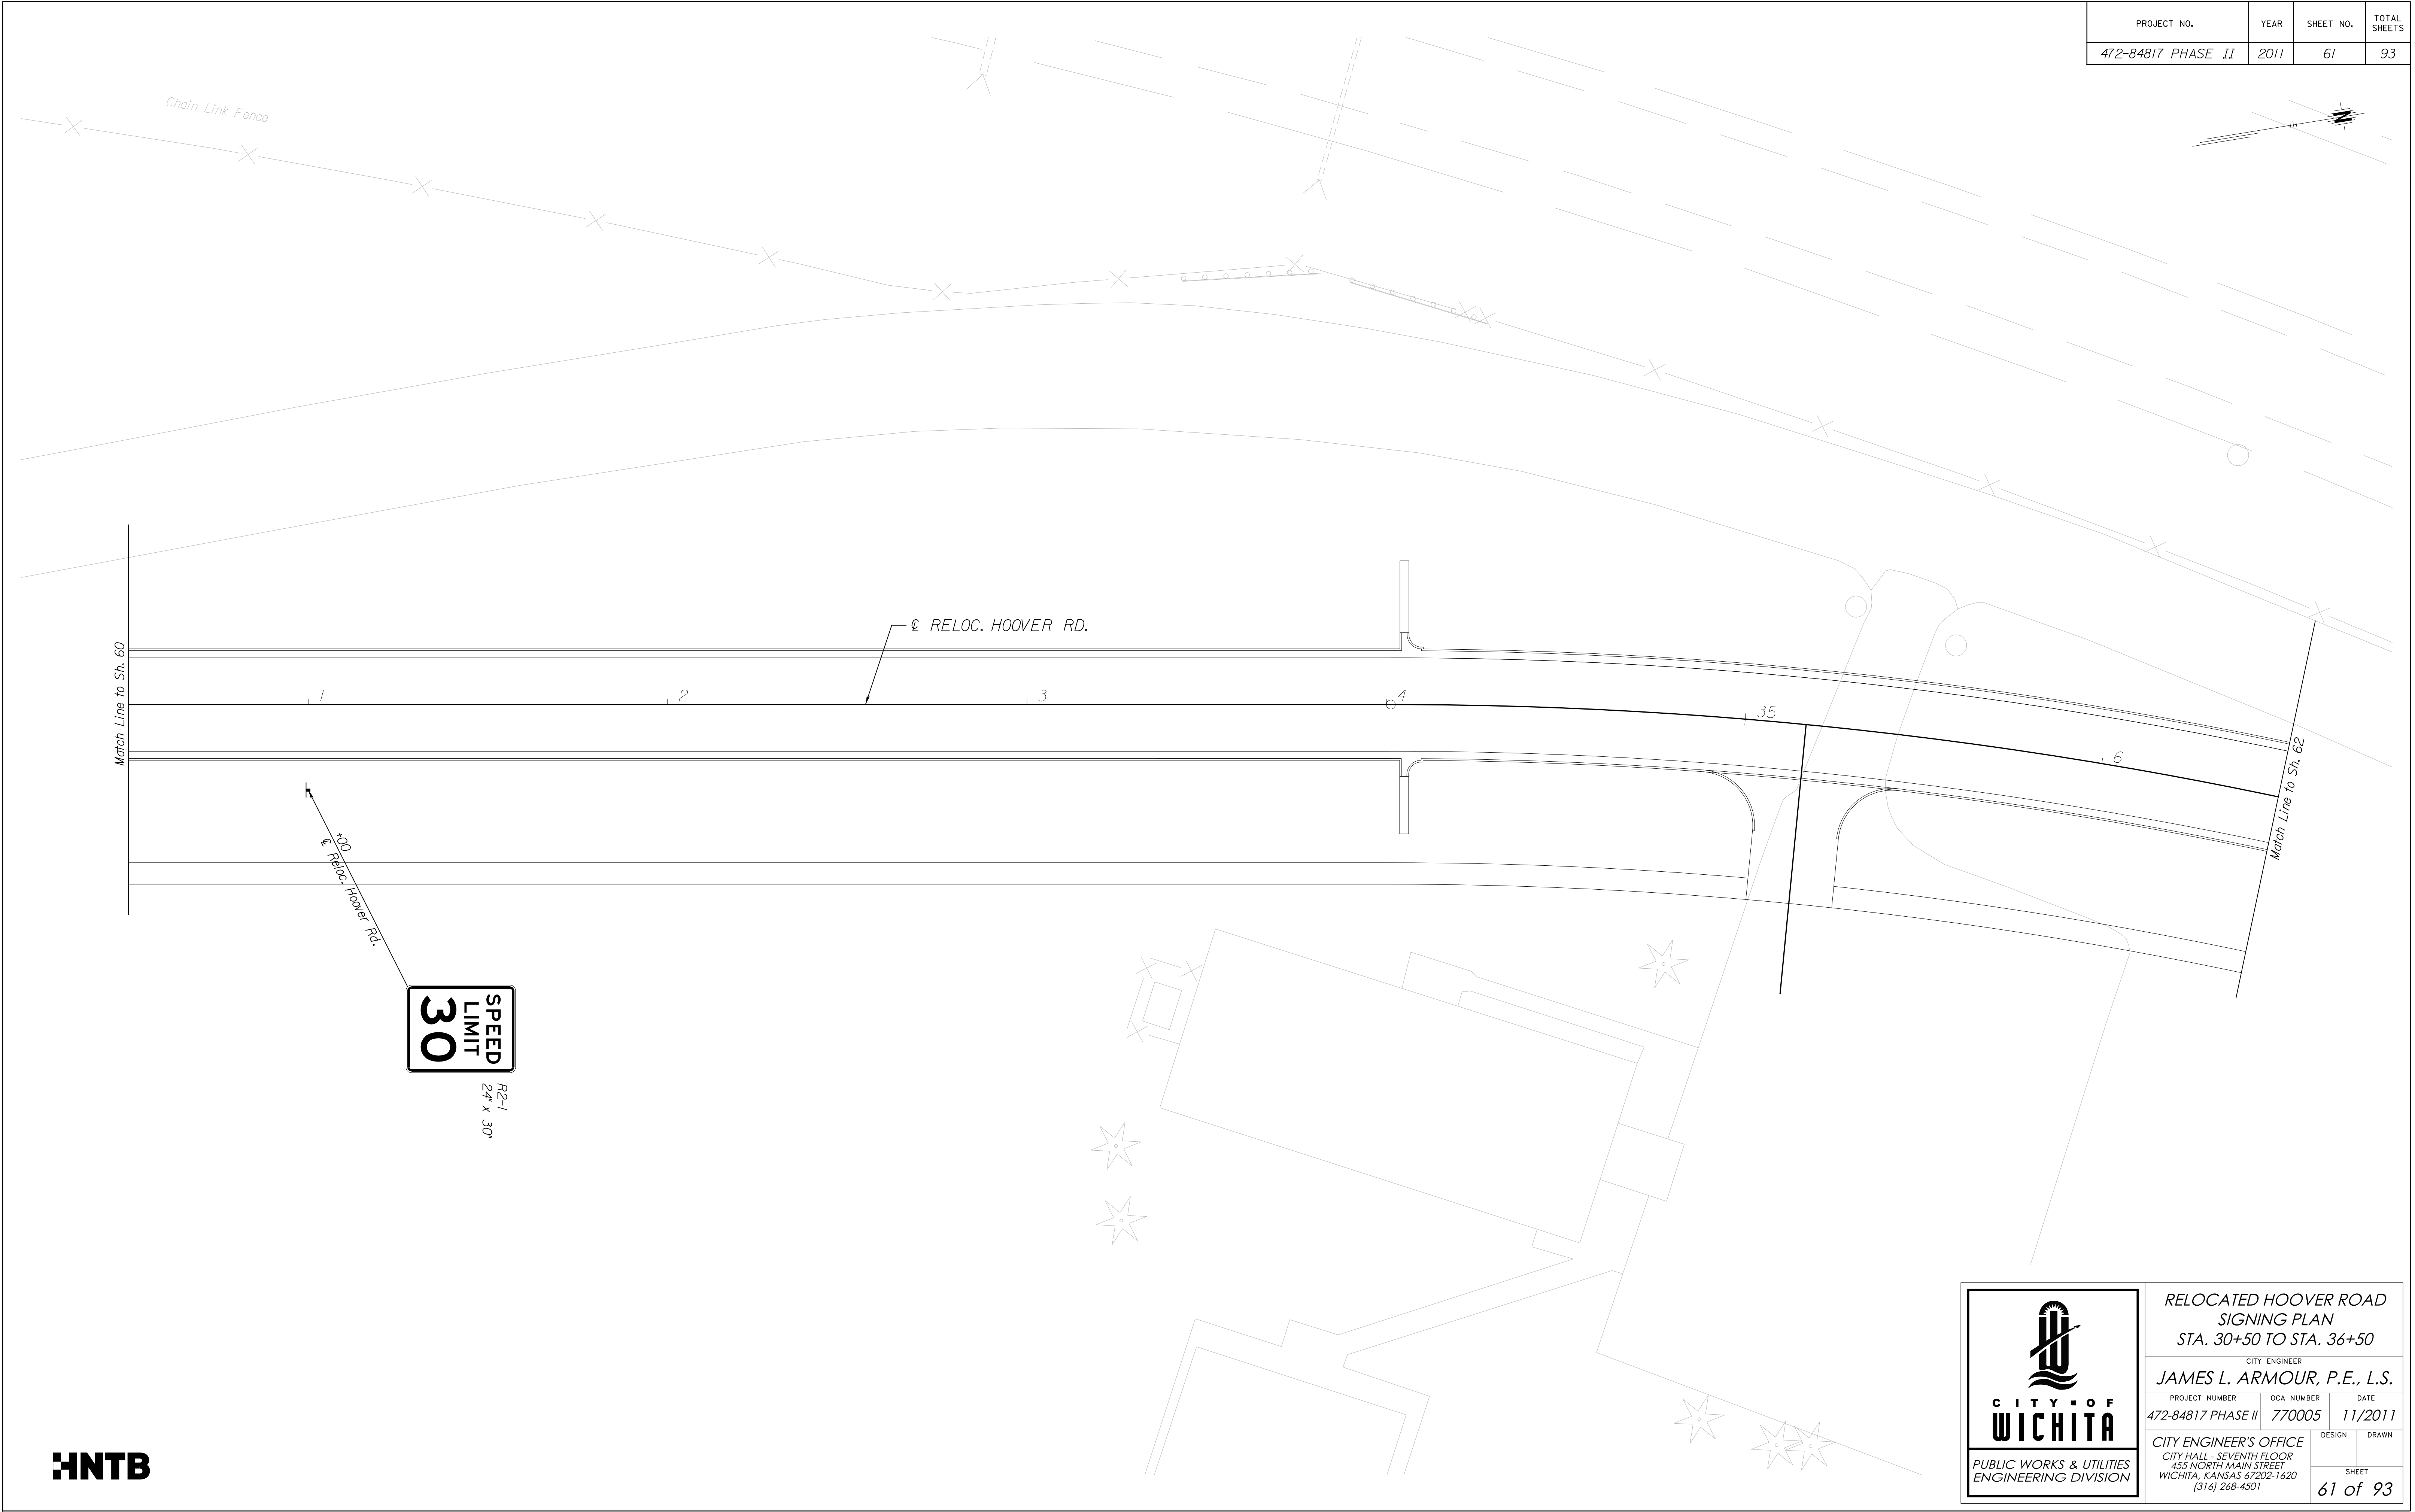 PROJECT NO. YEAR SHEET NO. TOTAL SHEETS
472-84817 PHASE II 2011 61 93
N
Chain Link Fence
℄ RELOC. HOOVER RD.
Match Line to Sh. 60
1 2 3 4 35 6
Match Line to Sh. 62
+00
℄ Reloc. Hoover Rd.
SPEED
LIMIT
30
R2-1
24" x 30"
HNTB
CITY OF
WICHITA
PUBLIC WORKS & UTILITIES
ENGINEERING DIVISION
RELOCATED HOOVER ROAD
SIGNING PLAN
STA. 30+50 TO STA. 36+50
CITY ENGINEER
JAMES L. ARMOUR, P.E., L.S.
PROJECT NUMBER OCA NUMBER DATE
472-84817 PHASE II 770005 11/2011
CITY ENGINEER'S OFFICE
CITY HALL - SEVENTH FLOOR
455 NORTH MAIN STREET
WICHITA, KANSAS 67202-1620
(316) 268-4501
DESIGN DRAWN
SHEET
61 of 93